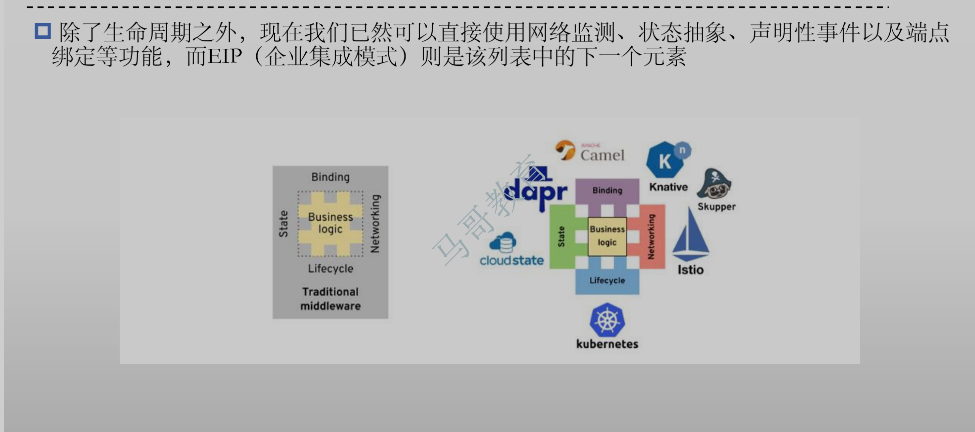 除了生命周期之外，现在我们已然可以直接使用网络监测、状态抽象、声明性事件以及端点
绑定等功能，而EIP（企业集成模式）则是该列表中的下一个元素
Binding
State
Business
logic
Networking
Lifecycle
Traditional
middleware
APACHE
Camel
K
n
Knative
dapr
Skupper
Binding
State
Business
logic
Networking
cloudstate
Istio
Lifecycle
kubernetes
马哥教育